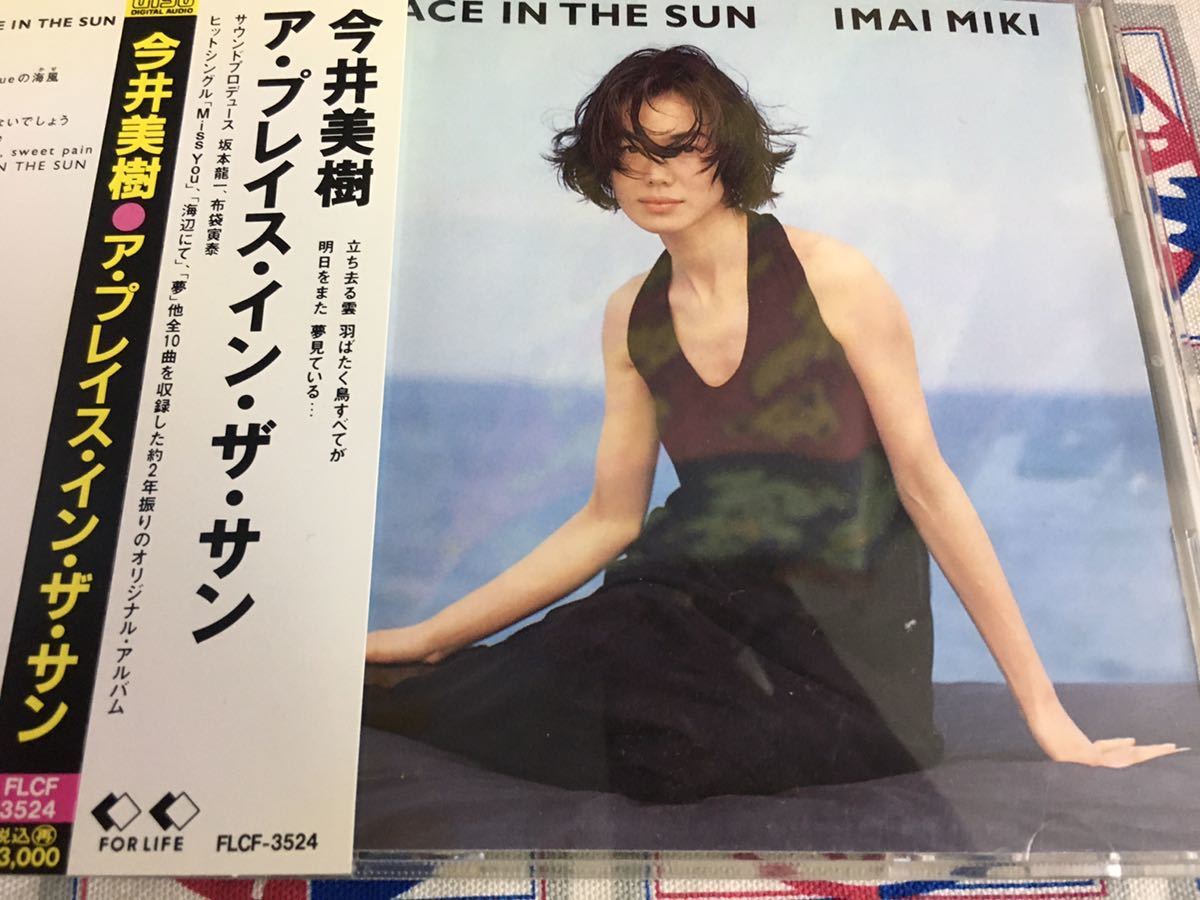 E IN THE SUN
ueの海風
かぜ
ないでしょう
, sweet pain
N THE SUN
DIGITAL AUDIO
今井美樹●ア・プレイス・イン・ザ・サン
FLCF
-3524
税込再
3,000
今井美樹
立ち去る雲 羽ばたく鳥すべてが
明日をまた 夢見ている…
ア・プレイス・イン・ザ・サン
サウンドプロデュース 坂本龍一、布袋寅泰
ヒットシングル「Miss You」、「海辺にて」、「夢」他全10曲を収録した約2年振りのオリジナル・アルバム
FOR LIFE
FLCF-3524
ACE IN THE SUN
IMAI MIKI